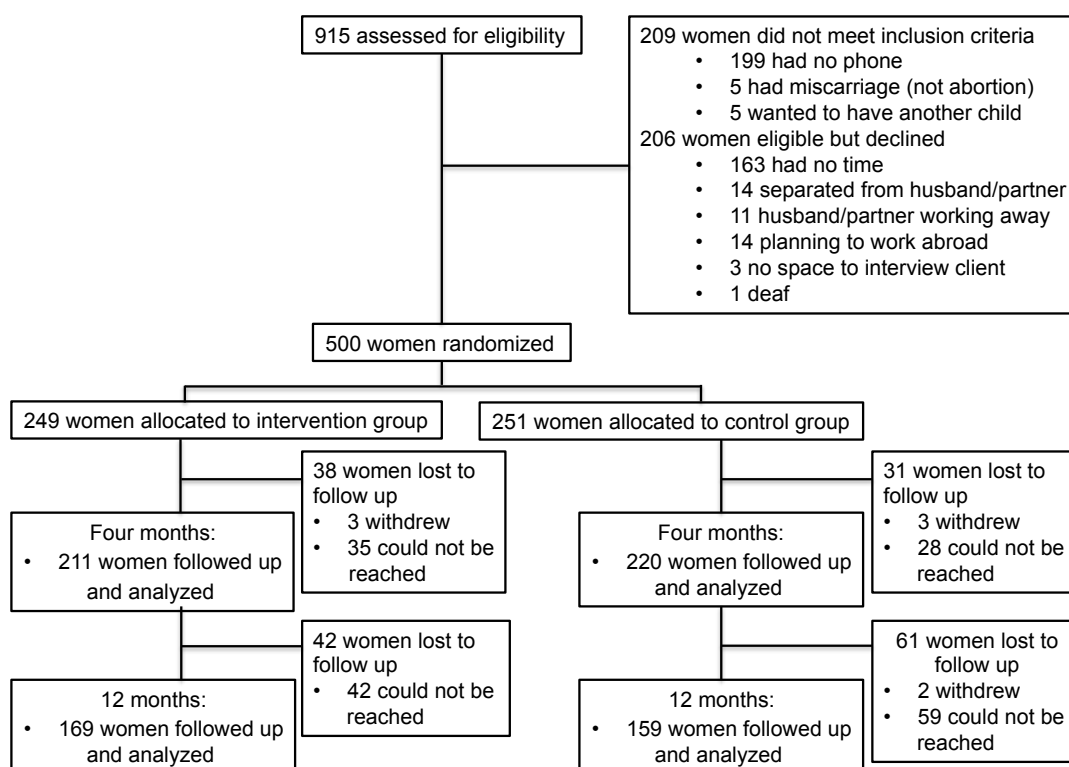 915 assessed for eligibility
209 women did not meet inclusion criteria
• 199 had no phone
• 5 had miscarriage (not abortion)
• 5 wanted to have another child
206 women eligible but declined
• 163 had no time
• 14 separated from husband/partner
• 11 husband/partner working away
• 14 planning to work abroad
• 3 no space to interview client
• 1 deaf
500 women randomized
249 women allocated to intervention group
251 women allocated to control group
38 women lost to
follow up
• 3 withdrew
• 35 could not be
reached
31 women lost to
follow up
• 3 withdrew
• 28 could not be
reached
Four months:
• 211 women followed up
and analyzed
Four months:
• 220 women followed up
and analyzed
42 women lost to
follow up
• 42 could not be
reached
61 women lost to
follow up
• 2 withdrew
• 59 could not be
reached
12 months:
• 169 women followed up
and analyzed
12 months:
• 159 women followed up
and analyzed